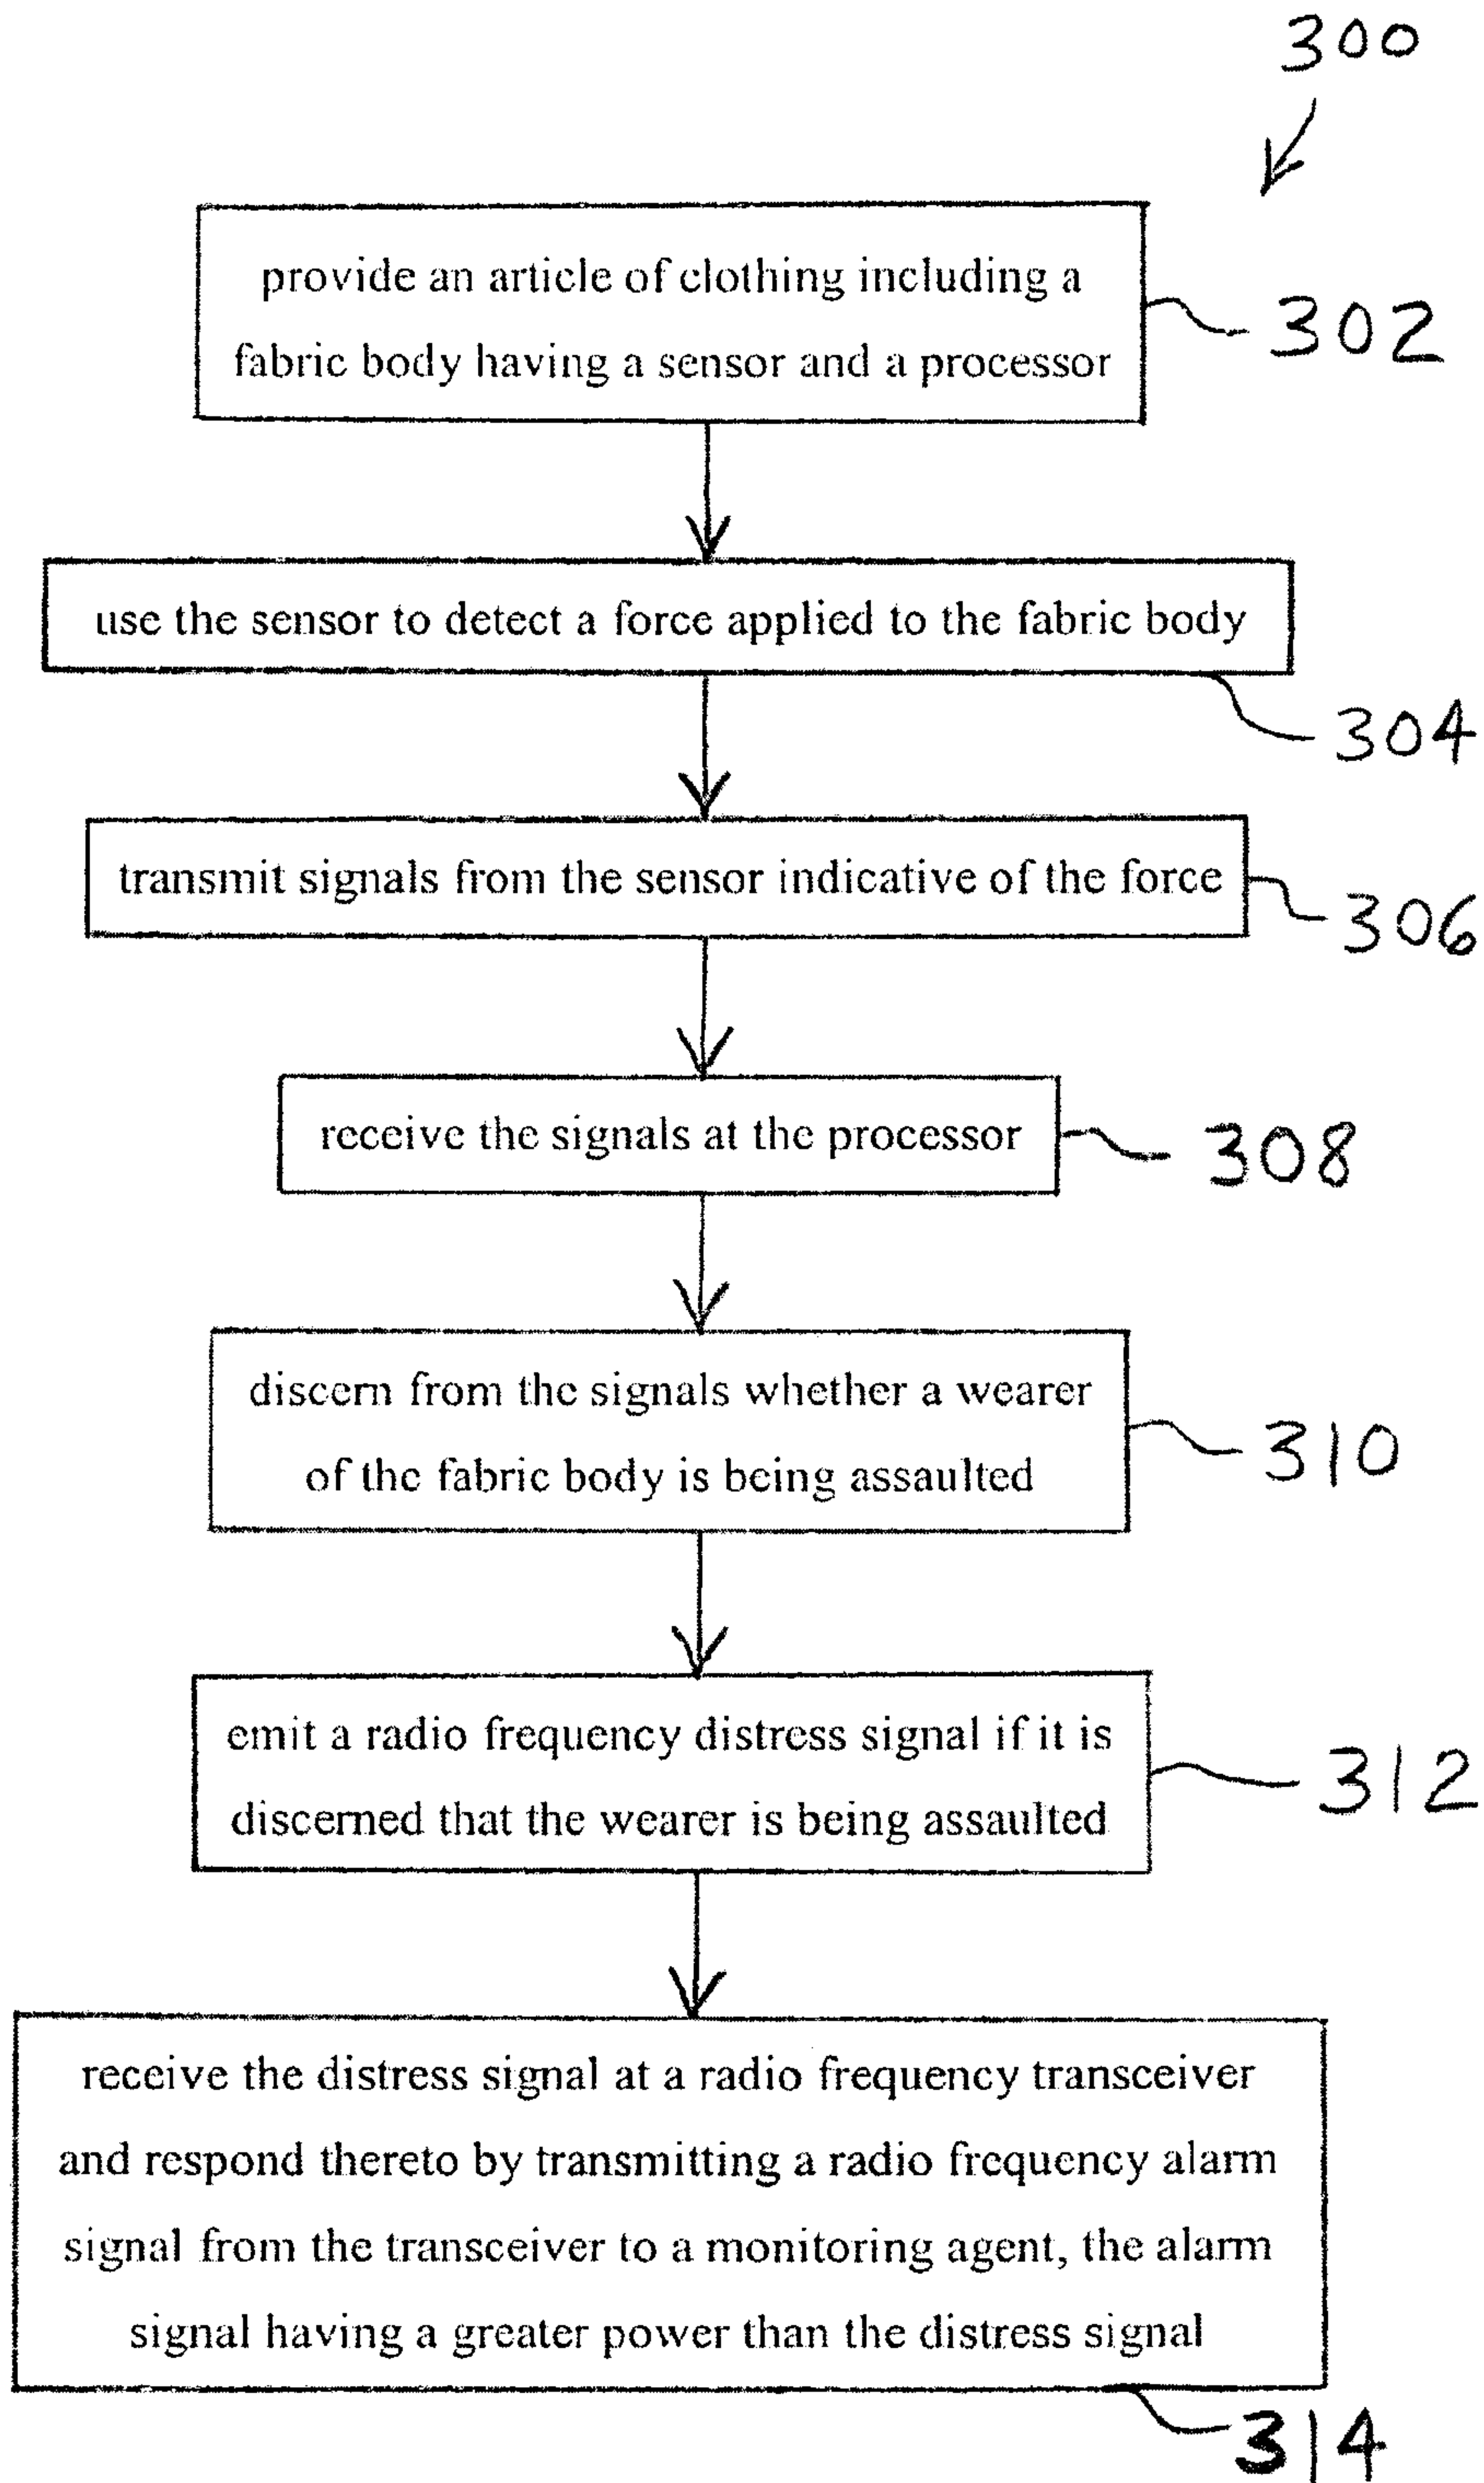 300
provide an article of clothing including a
fabric body having a sensor and a processor
302
use the sensor to detect a force applied to the fabric body
304
transmit signals from the sensor indicative of the force
306
receive the signals at the processor
308
discern from the signals whether a wearer
of the fabric body is being assaulted
310
emit a radio frequency distress signal if it is
discerned that the wearer is being assaulted
312
receive the distress signal at a radio frequency transceiver
and respond thereto by transmitting a radio frequency alarm
signal from the transceiver to a monitoring agent, the alarm
signal having a greater power than the distress signal
314